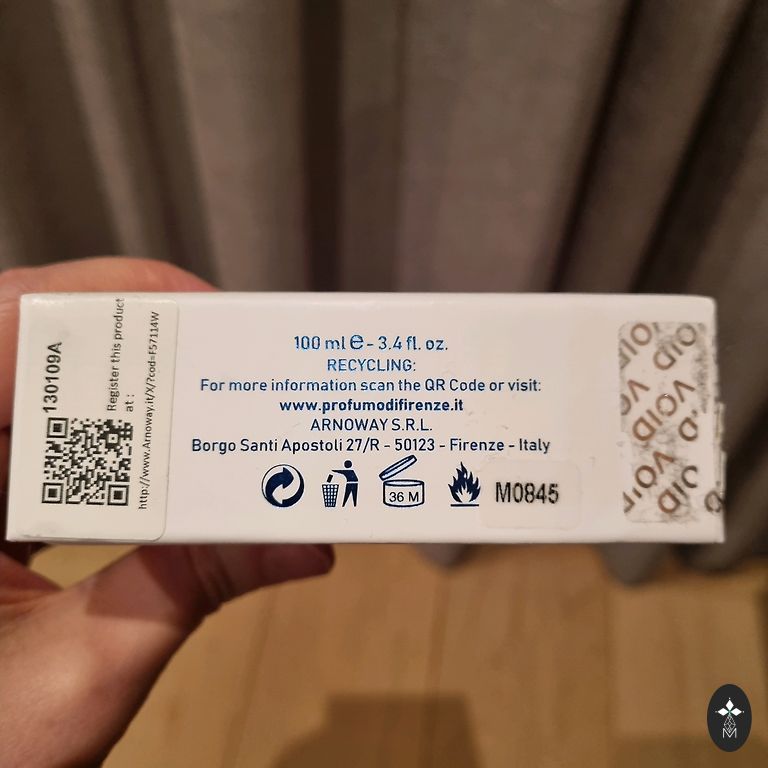 130109A
Register this product
at :
http://www.Arnoway.it/X/?cod=F57114W
100 ml e - 3.4 fl. oz.
RECYCLING:
For more information scan the QR Code or visit:
www.profumodifirenze.it
ARNOWAY S.R.L.
Borgo Santi Apostoli 27/R - 50123 - Firenze - Italy
36 M
M0845
VOID
VOID
VOID
M